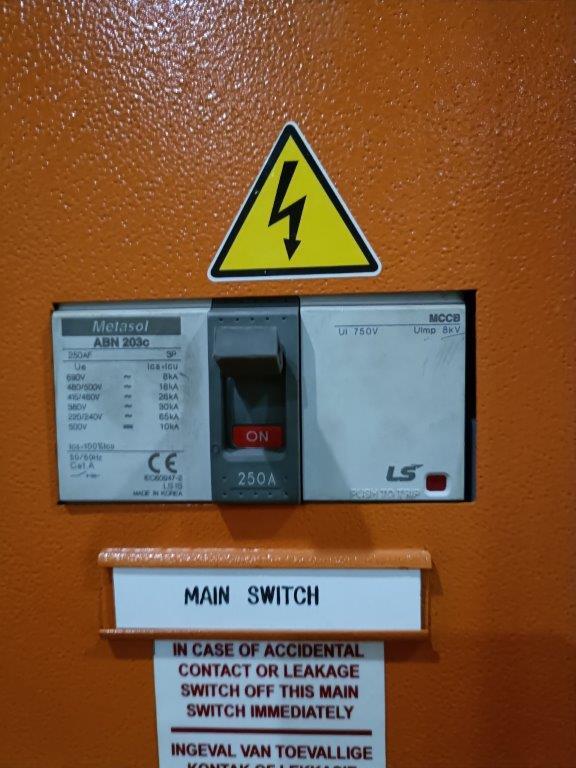 Metasol
ABN 203c
250AF 3P
Ue Ics=Icu
690V ~ 8kA
480/500V ~ 18kA
415/460V ~ 26kA
380V ~ 30kA
220/240V ~ 65kA
500V 10kA
Ics=100%Icu
50/60Hz
Cat.A
CE
IEC60947-2
LS IS
MADE IN KOREA
ON
250A
MCCB
Ui 750V Uimp 8kV
LS
PUSH TO TRIP
MAIN SWITCH
IN CASE OF ACCIDENTAL
CONTACT OR LEAKAGE
SWITCH OFF THIS MAIN
SWITCH IMMEDIATELY
INGEVAL VAN TOEVALLIGE
KONTAK OF LEKKASIE